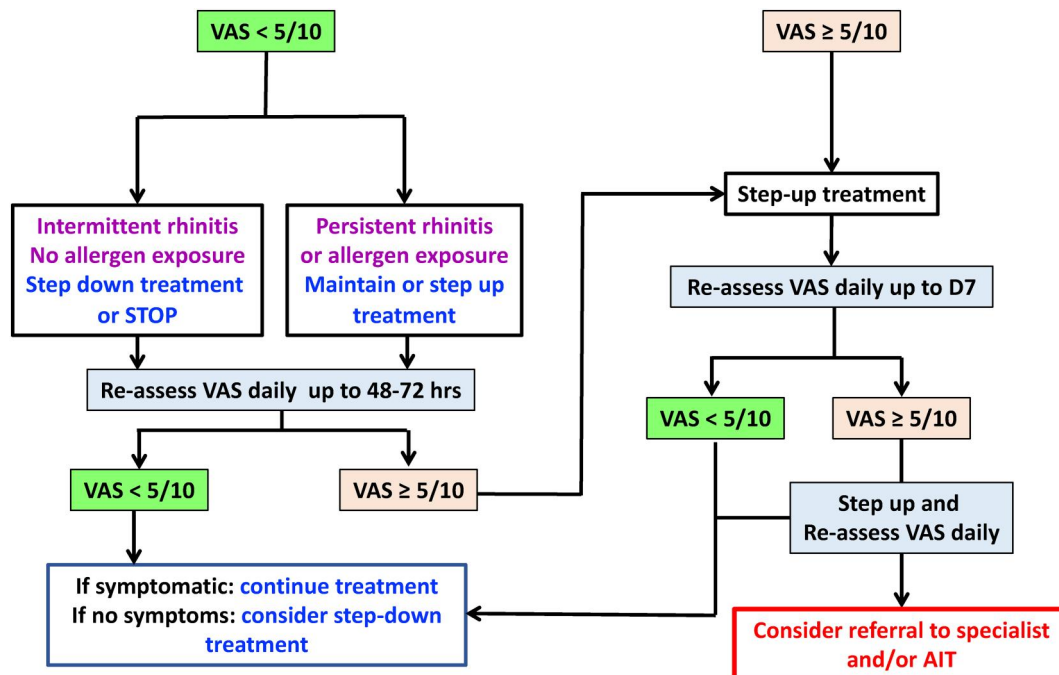 VAS < 5/10
VAS ≥ 5/10
Intermittent rhinitis
No allergen exposure
Step down treatment
or STOP
Persistent rhinitis
or allergen exposure
Maintain or step up
treatment
Step-up treatment
Re-assess VAS daily up to D7
Re-assess VAS daily up to 48-72 hrs
VAS < 5/10
VAS ≥ 5/10
VAS < 5/10
VAS ≥ 5/10
Step up and
Re-assess VAS daily
If symptomatic: continue treatment
If no symptoms: consider step-down
treatment
Consider referral to specialist
and/or AIT